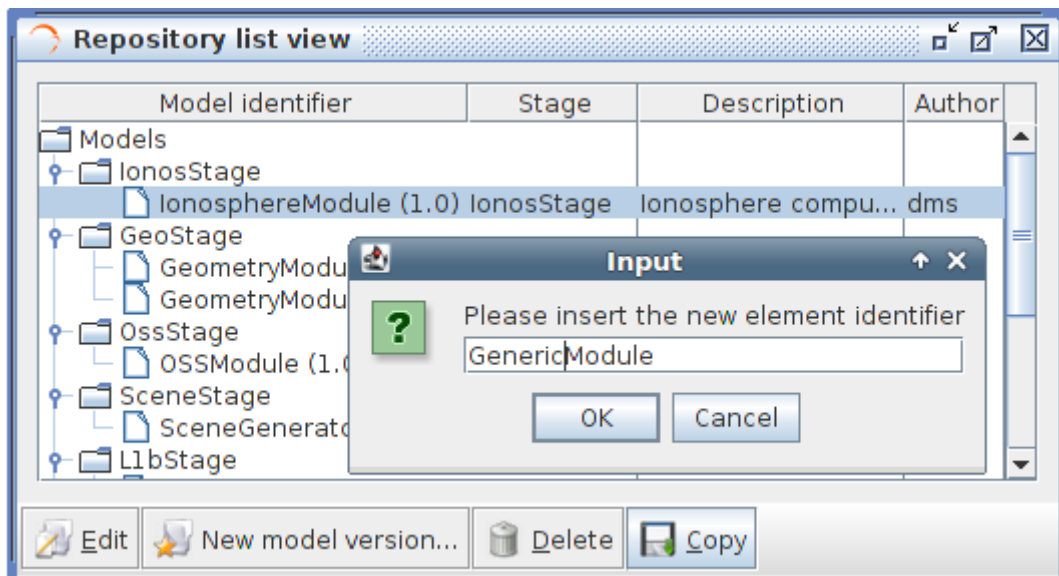 Repository list view
Model identifier Stage Description Author
Models
IonosStage
IonosphereModule (1.0) IonosStage Ionosphere compu... dms
GeoStage
Input
GeometryModu
GeometryModu
Please insert the new element identifier
GenericModule
OssStage
OSSModule (1.0
SceneStage
SceneGenerato
OK Cancel
L1bStage
Edit New model version... Delete Copy